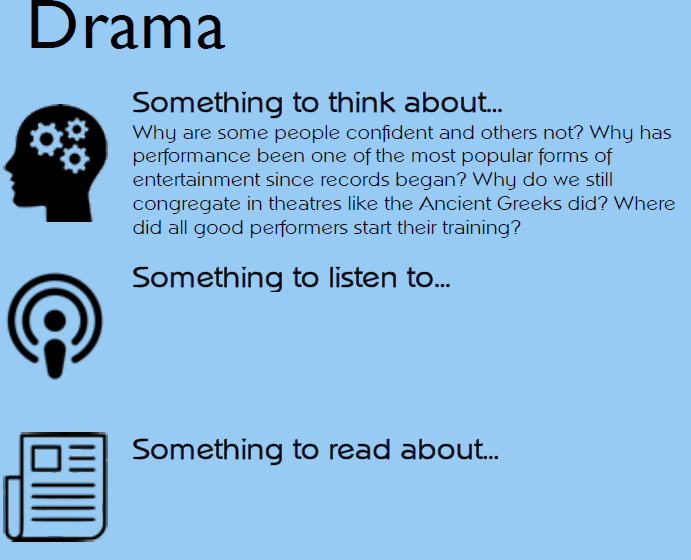 Drama
Something to think about...
Why are some people confident and others not? Why has
performance been one of the most popular forms of
entertainment since records began? Why do we still
congregate in theatres like the Ancient Greeks did? Where
did all good performers start their training?
Something to listen to...
Something to read about...